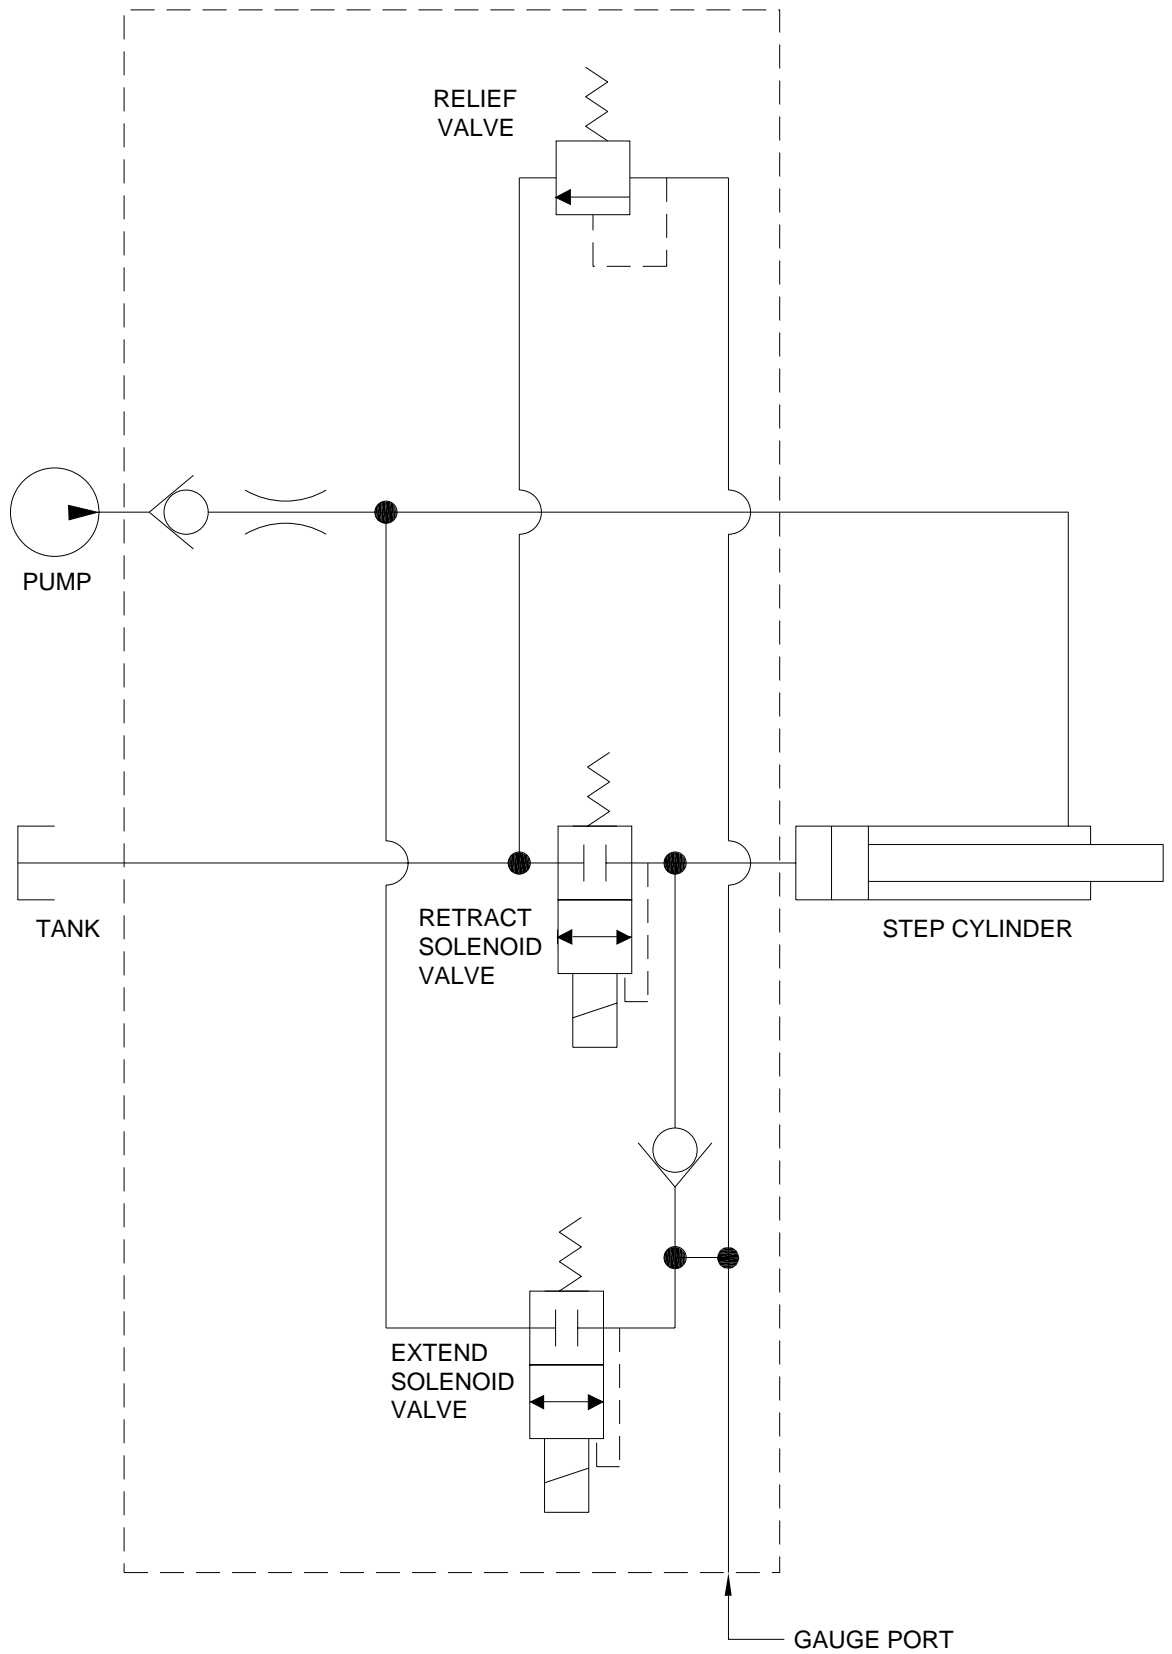 RELIEF
VALVE
PUMP
TANK
RETRACT
SOLENOID
VALVE
STEP CYLINDER
EXTEND
SOLENOID
VALVE
GAUGE PORT